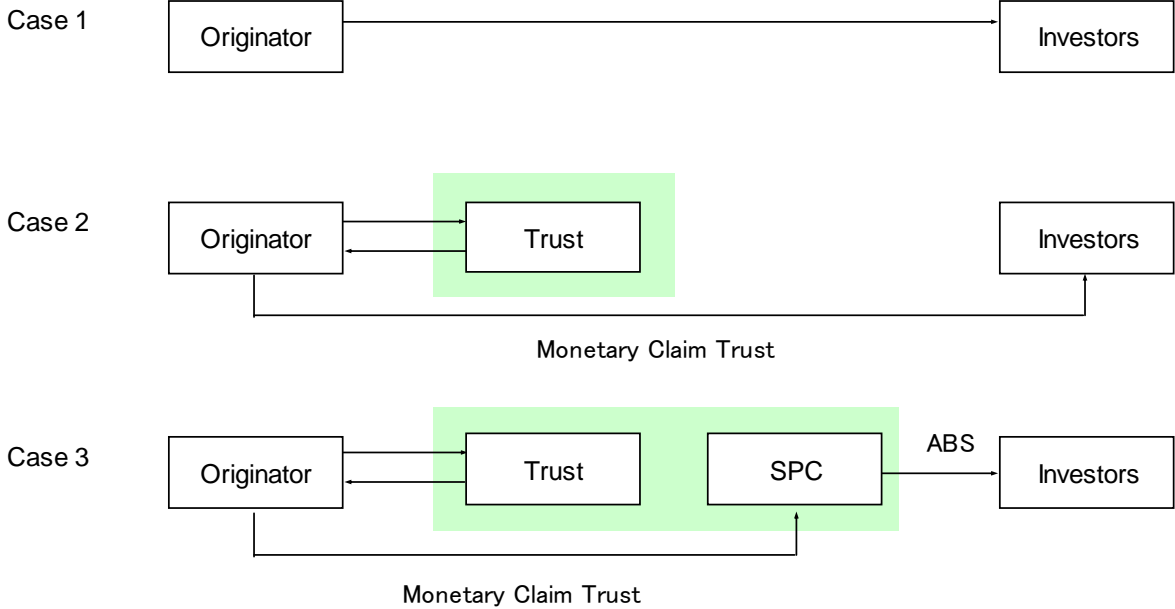 Case 1
Originator
Investors
Case 2
Originator
Trust
Investors
Monetary Claim Trust
Case 3
Originator
Trust
SPC
ABS
Investors
Monetary Claim Trust